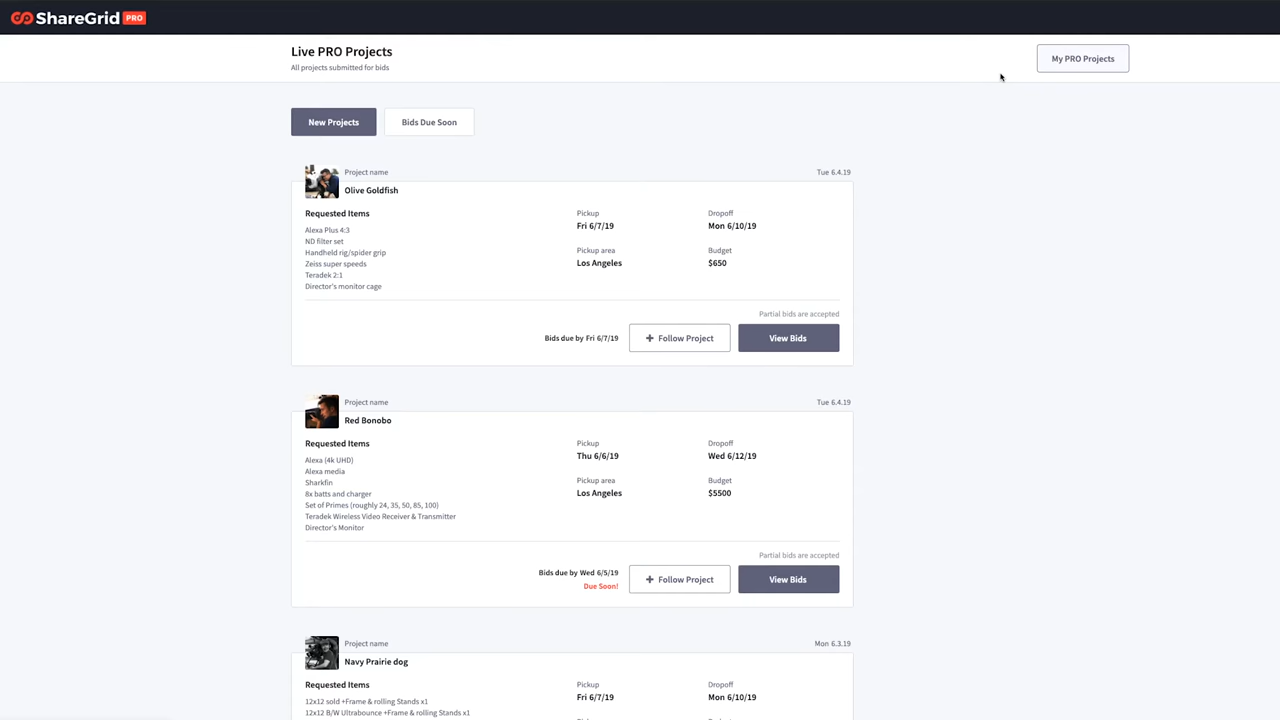 ShareGrid PRO
Live PRO Projects
All projects submitted for bids
My PRO Projects
New Projects
Bids Due Soon
Project name
Tue 6.4.19
Olive Goldfish
Requested Items
Pickup
Dropoff
Alexa Plus 4:3
Fri 6/7/19
Mon 6/10/19
ND filter set
Handheld rig/spider grip
Pickup area
Budget
Zeiss super speeds
Los Angeles
$650
Teradek 2:1
Director's monitor cage
Partial bids are accepted
Bids due by Fri 6/7/19
+ Follow Project
View Bids
Project name
Tue 6.4.19
Red Bonobo
Requested Items
Pickup
Dropoff
Alexa (4k UHD)
Thu 6/6/19
Wed 6/12/19
Alexa media
Sharkfin
Pickup area
Budget
8x batts and charger
Los Angeles
$5500
Set of Primes (roughly 24, 35, 50, 85, 100)
Teradek Wireless Video Receiver & Transmitter
Director's Monitor
Partial bids are accepted
Bids due by Wed 6/5/19
Due Soon!
+ Follow Project
View Bids
Project name
Mon 6.3.19
Navy Prairie dog
Requested Items
Pickup
Dropoff
12x12 sold +Frame & rolling Stands x1
Fri 6/7/19
Mon 6/10/19
12x12 B/W Ultrabounce +Frame & rolling Stands x1